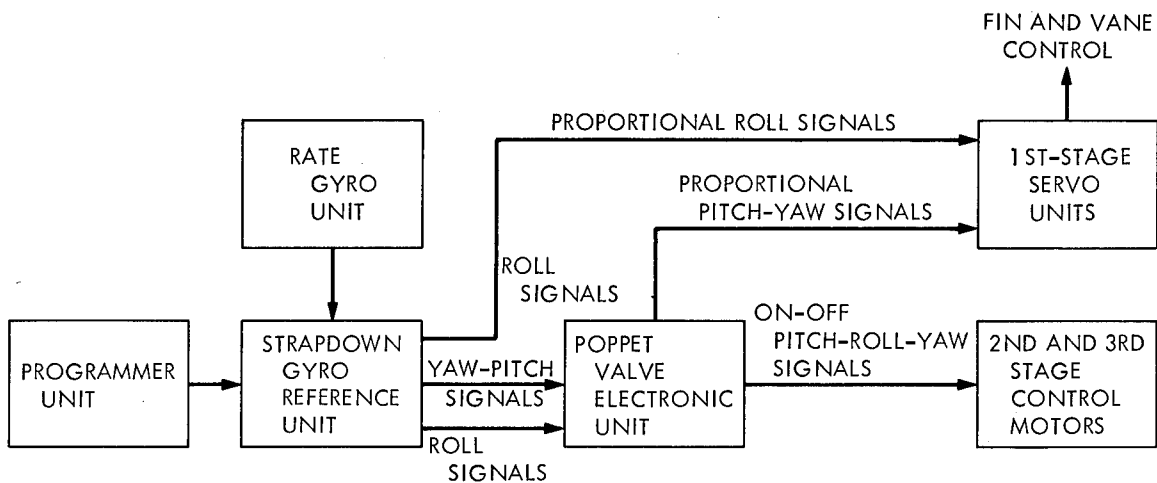 FIN AND VANE
CONTROL
PROPORTIONAL ROLL SIGNALS
RATE
GYRO
UNIT
1ST-STAGE
SERVO
UNITS
PROPORTIONAL
PITCH-YAW SIGNALS
ROLL
SIGNALS
PROGRAMMER
UNIT
STRAPDOWN
GYRO
REFERENCE
UNIT
YAW-PITCH
SIGNALS
ROLL
SIGNALS
POPPET
VALVE
ELECTRONIC
UNIT
ON-OFF
PITCH-ROLL-YAW
SIGNALS
2ND AND 3RD
STAGE
CONTROL
MOTORS